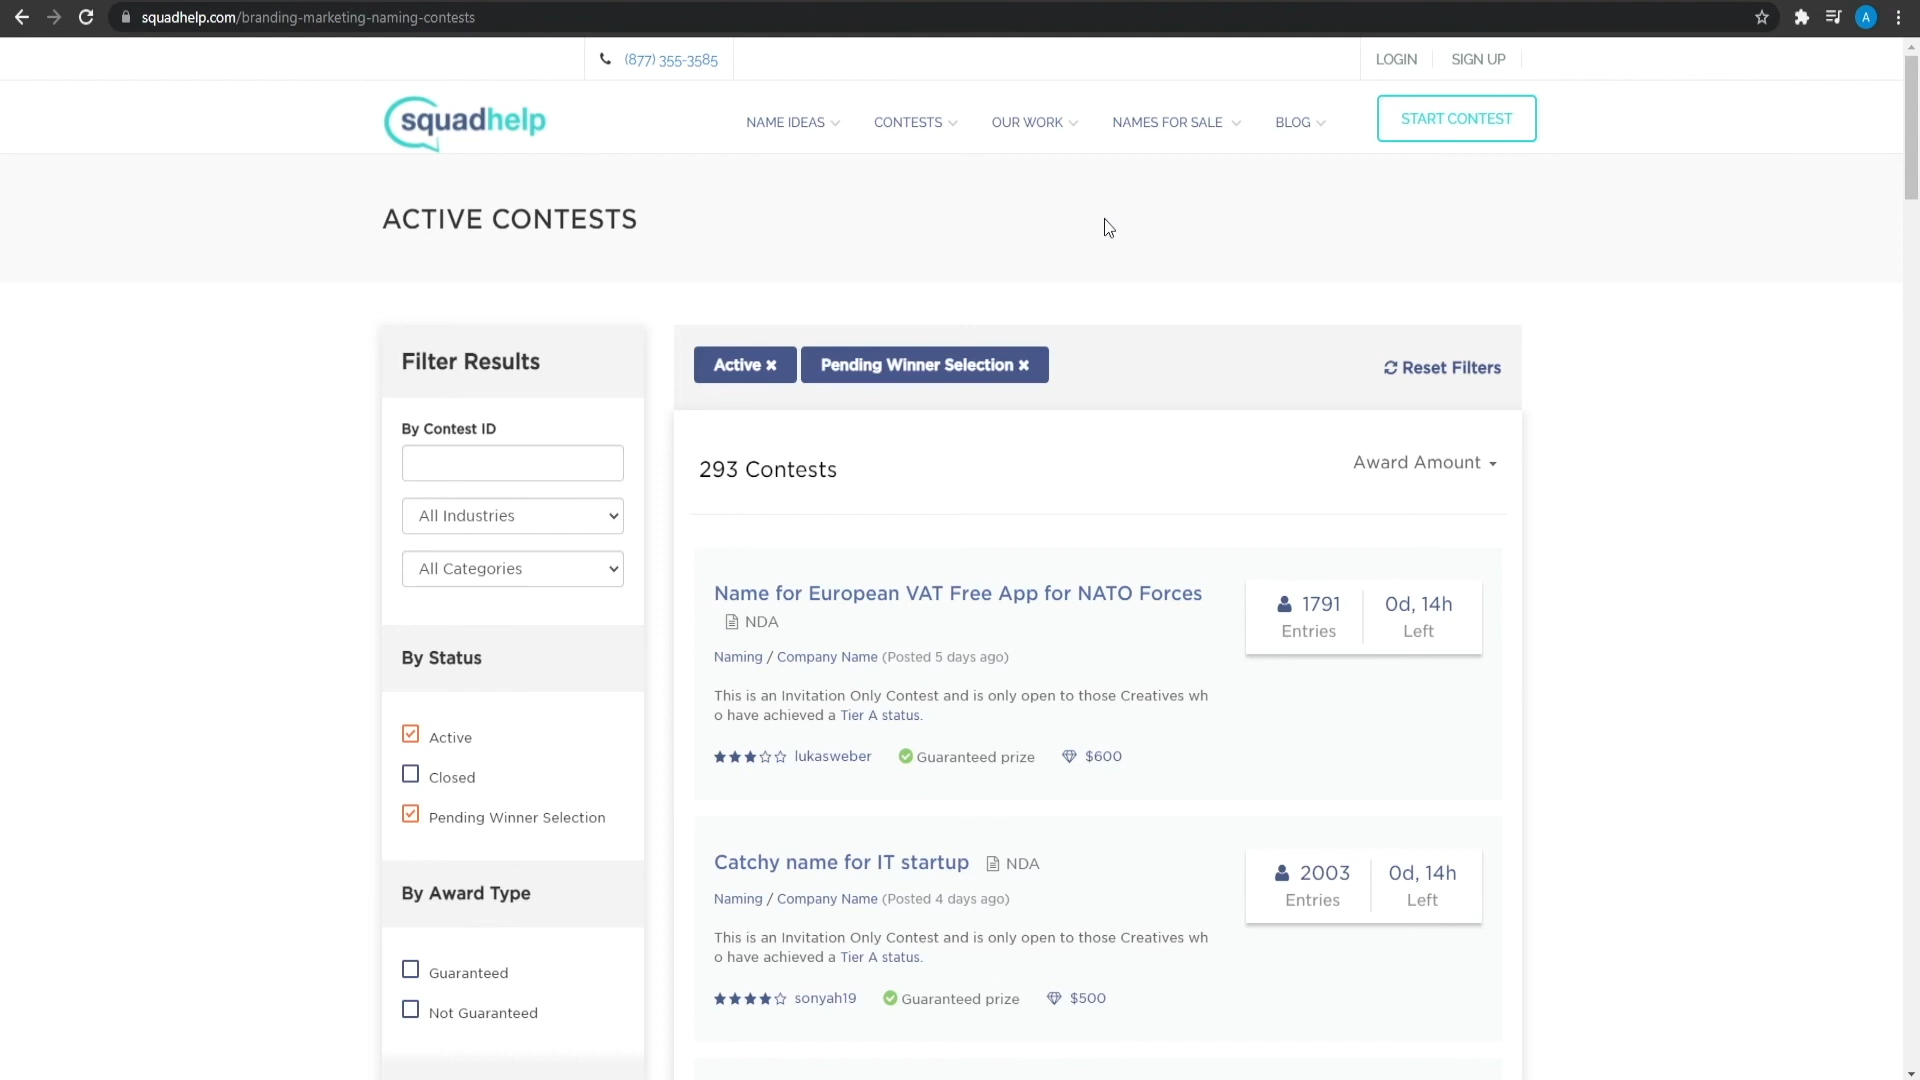 squadhelp.com/branding-marketing-naming-contests
A
(877) 355-3585
LOGIN
SIGN UP
squadhelp
NAME IDEAS
CONTESTS
OUR WORK
NAMES FOR SALE
BLOG
START CONTEST
ACTIVE CONTESTS
Filter Results
By Contest ID
All Industries
All Categories
By Status
Active
Closed
Pending Winner Selection
By Award Type
Guaranteed
Not Guaranteed
Active ×
Pending Winner Selection ×
Reset Filters
293 Contests
Award Amount
Name for European VAT Free App for NATO Forces
NDA
Naming / Company Name (Posted 5 days ago)
This is an Invitation Only Contest and is only open to those Creatives wh
o have achieved a Tier A status.
lukasweber
Guaranteed prize
$600
1791
Entries
0d, 14h
Left
Catchy name for IT startup
NDA
Naming / Company Name (Posted 4 days ago)
This is an Invitation Only Contest and is only open to those Creatives wh
o have achieved a Tier A status.
sonyah19
Guaranteed prize
$500
2003
Entries
0d, 14h
Left